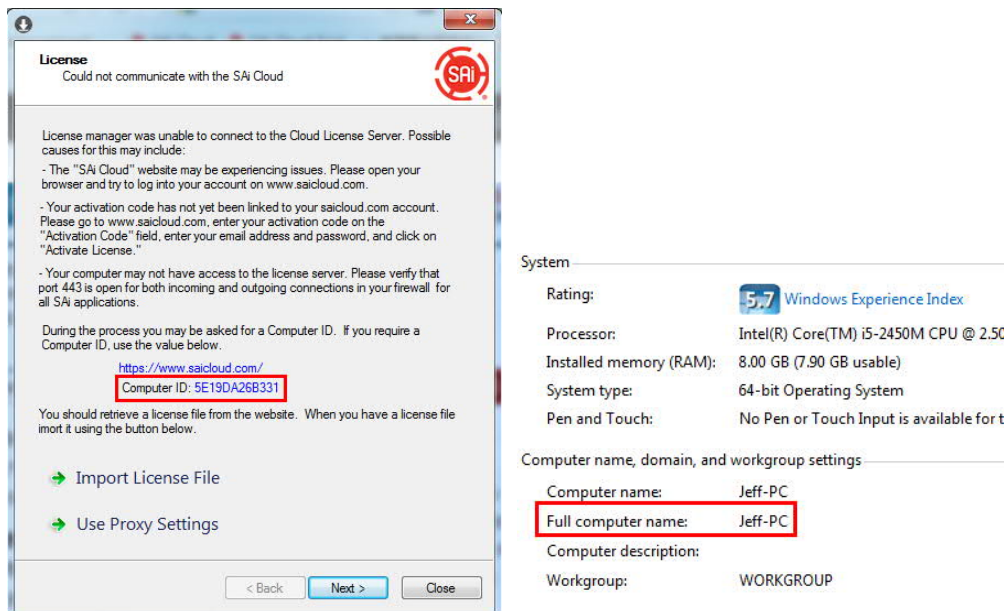 License
Could not communicate with the SAi Cloud
SAi
License manager was unable to connect to the Cloud License Server. Possible
causes for this may include:
- The "SAi Cloud" website may be experiencing issues. Please open your
browser and try to log into your account on www.saicloud.com.
- Your activation code has not yet been linked to your saicloud.com account.
Please go to www.saicloud.com, enter your activation code on the
"Activation Code" field, enter your email address and password, and click on
"Activate License."
- Your computer may not have access to the license server. Please verify that
port 443 is open for both incoming and outgoing connections in your firewall for
all SAi applications.
During the process you may be asked for a Computer ID. If you require a
Computer ID, use the value below.
https://www.saicloud.com/
Computer ID: 5E19DA26B331
You should retrieve a license file from the website. When you have a license file
imort it using the button below.
Import License File
Use Proxy Settings
< Back Next > Close
System
Rating: 5.7 Windows Experience Index
Processor: Intel(R) Core(TM) i5-2450M CPU @ 2.50
Installed memory (RAM): 8.00 GB (7.90 GB usable)
System type: 64-bit Operating System
Pen and Touch: No Pen or Touch Input is available for t
Computer name, domain, and workgroup settings
Computer name: Jeff-PC
Full computer name: Jeff-PC
Computer description:
Workgroup: WORKGROUP